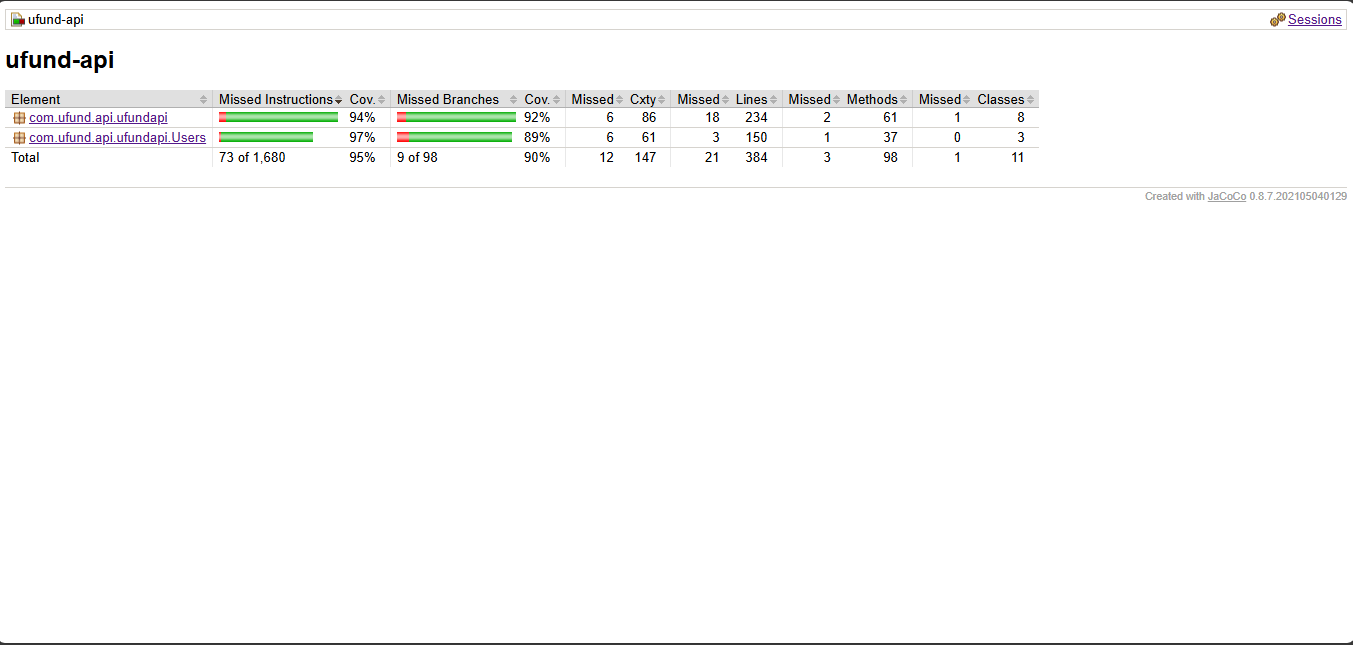 ufund-api Sessions
ufund-api
Element Missed Instructions Cov. Missed Branches Cov. Missed Cxty Missed Lines Missed Methods Missed Classes
com.ufund.api.ufundapi 94% 92% 6 86 18 234 2 61 1 8
com.ufund.api.ufundapi.Users 97% 89% 6 61 3 150 1 37 0 3
Total 73 of 1,680 95% 9 of 98 90% 12 147 21 384 3 98 1 11
Created with JaCoCo 0.8.7.202105040129